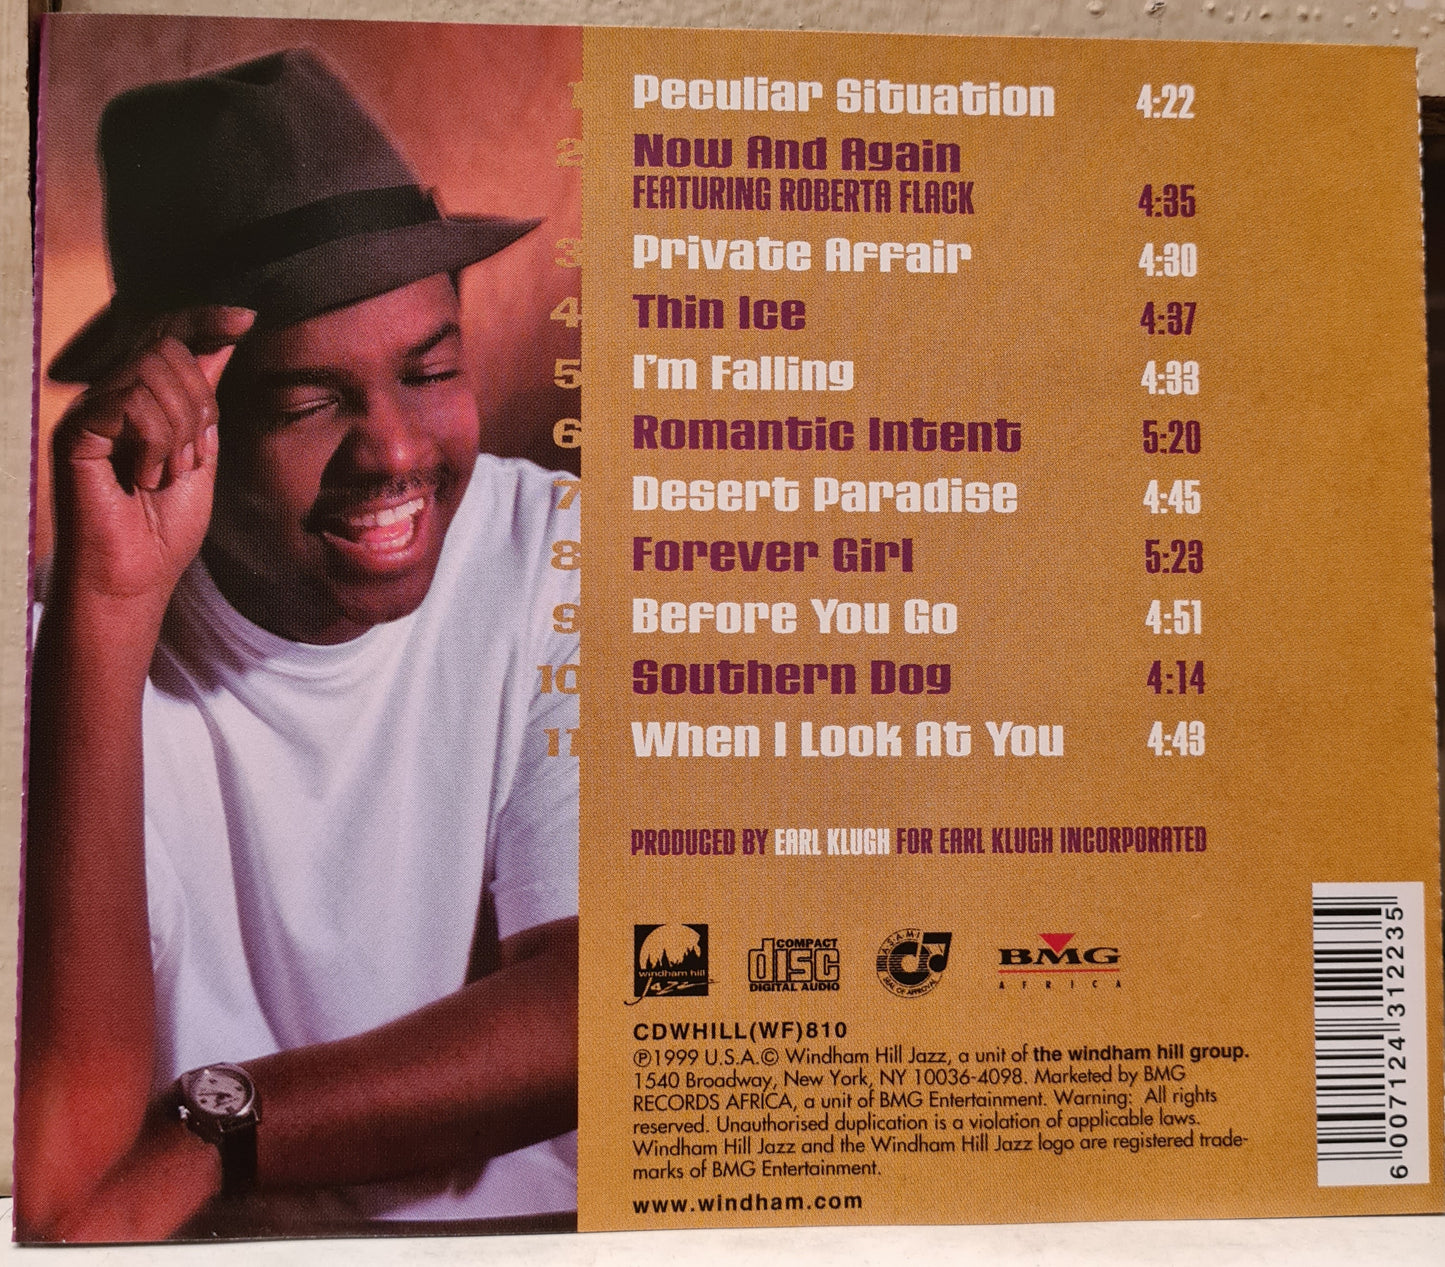 1 Peculiar Situation 4:22
2 Now And Again
FEATURING ROBERTA FLACK 4:35
3 Private Affair 4:30
4 Thin Ice 4:37
5 I'm Falling 4:33
6 Romantic Intent 5:20
7 Desert Paradise 4:45
8 Forever Girl 5:23
9 Before You Go 4:51
10 Southern Dog 4:14
11 When I Look At You 4:43
PRODUCED BY EARL KLUGH FOR EARL KLUGH INCORPORATED
windham hill
Jazz
COMPACT
disc
DIGITAL AUDIO
A.S.A.M.I
SEAL OF APPROVAL
BMG
AFRICA
CDWHILL(WF)810
℗1999 U.S.A.© Windham Hill Jazz, a unit of the windham hill group.
1540 Broadway, New York, NY 10036-4098. Marketed by BMG
RECORDS AFRICA, a unit of BMG Entertainment. Warning: All rights
reserved. Unauthorised duplication is a violation of applicable laws.
Windham Hill Jazz and the Windham Hill Jazz logo are registered trade-
marks of BMG Entertainment.
www.windham.com
6 007124 312235